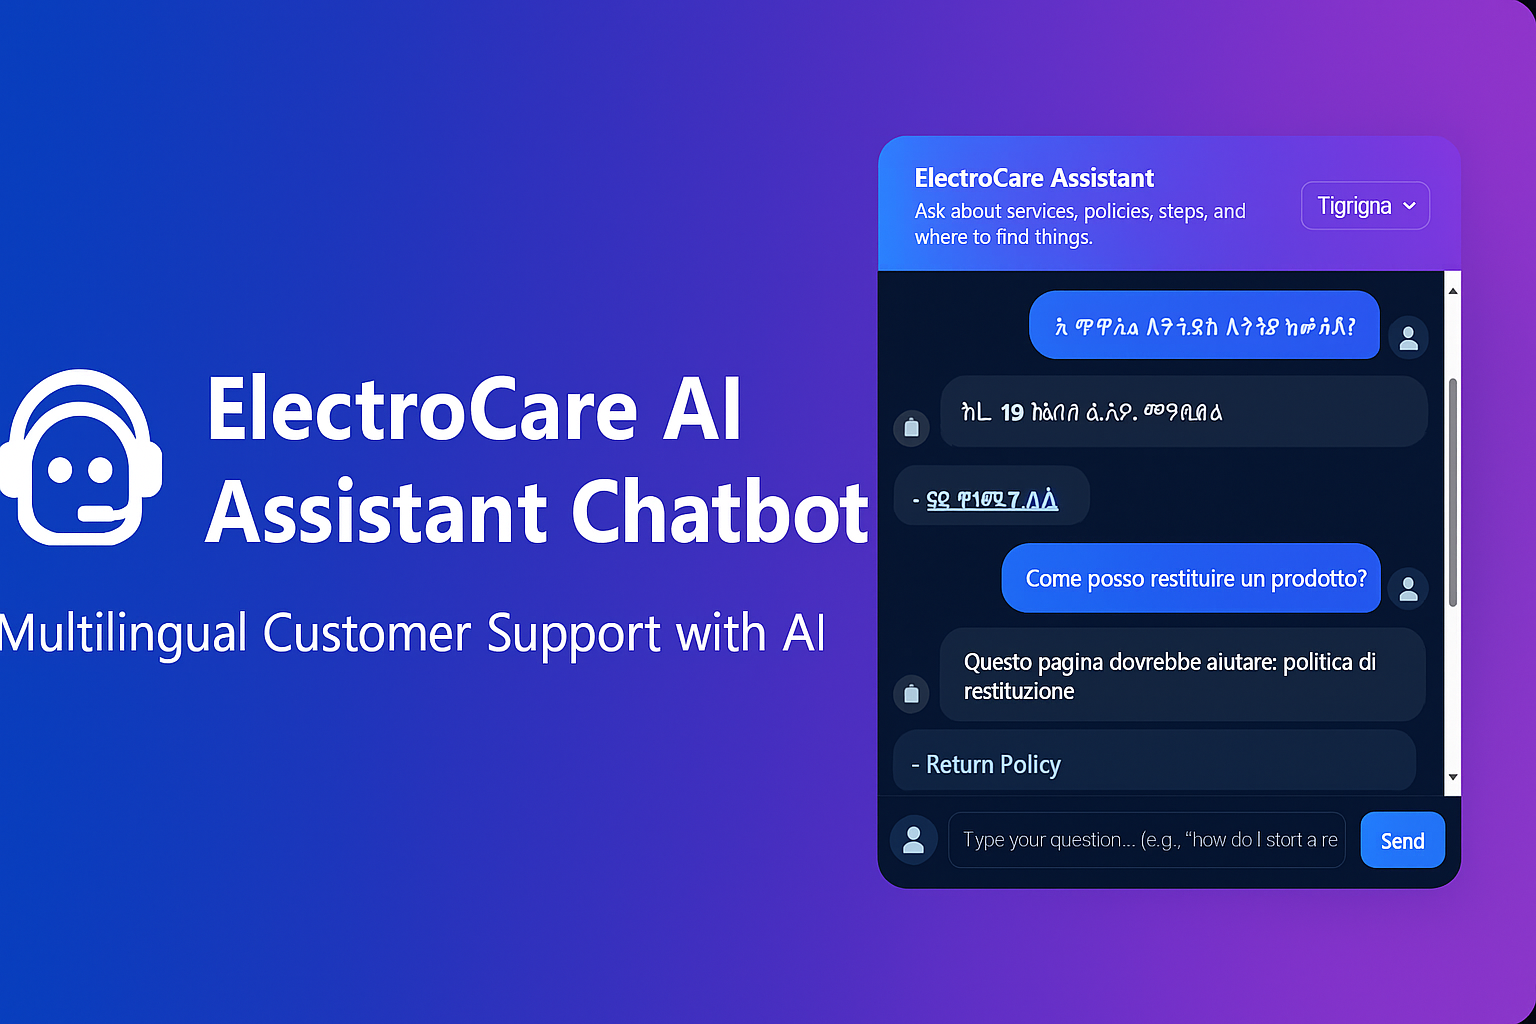 ElectroCare AI
Assistant Chatbot
Multilingual Customer Support with AI
ElectroCare Assistant
Ask about services, policies, steps, and
where to find things.
Tigrigna
19
Come posso restituire un prodotto?
Questo pagina dovrebbe aiutare: politica di
restituzione
- Return Policy
Type your question... (e.g., “how do I stort a re
Send